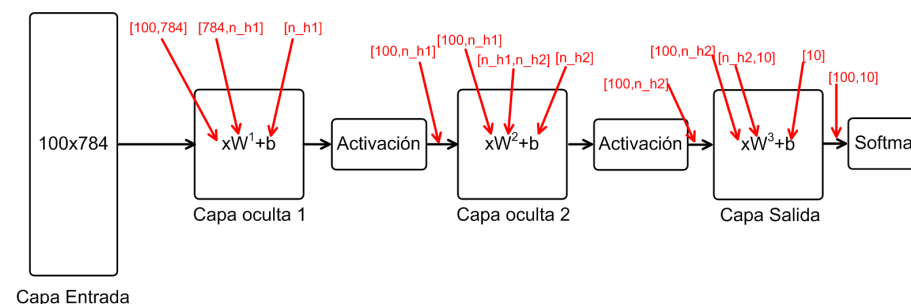 [100,784]
[784,n_h1]
[n_h1]
[100,n_h1]
[100,n_h1]
[n_h1,n_h2]
[n_h2]
[100,n_h2]
[100,n_h2]
[n_h2,10]
[10]
[100,10]
100x784
xW¹+b
Activación
xW²+b
Activación
xW³+b
Softma
Capa oculta 1
Capa oculta 2
Capa Salida
Capa Entrada